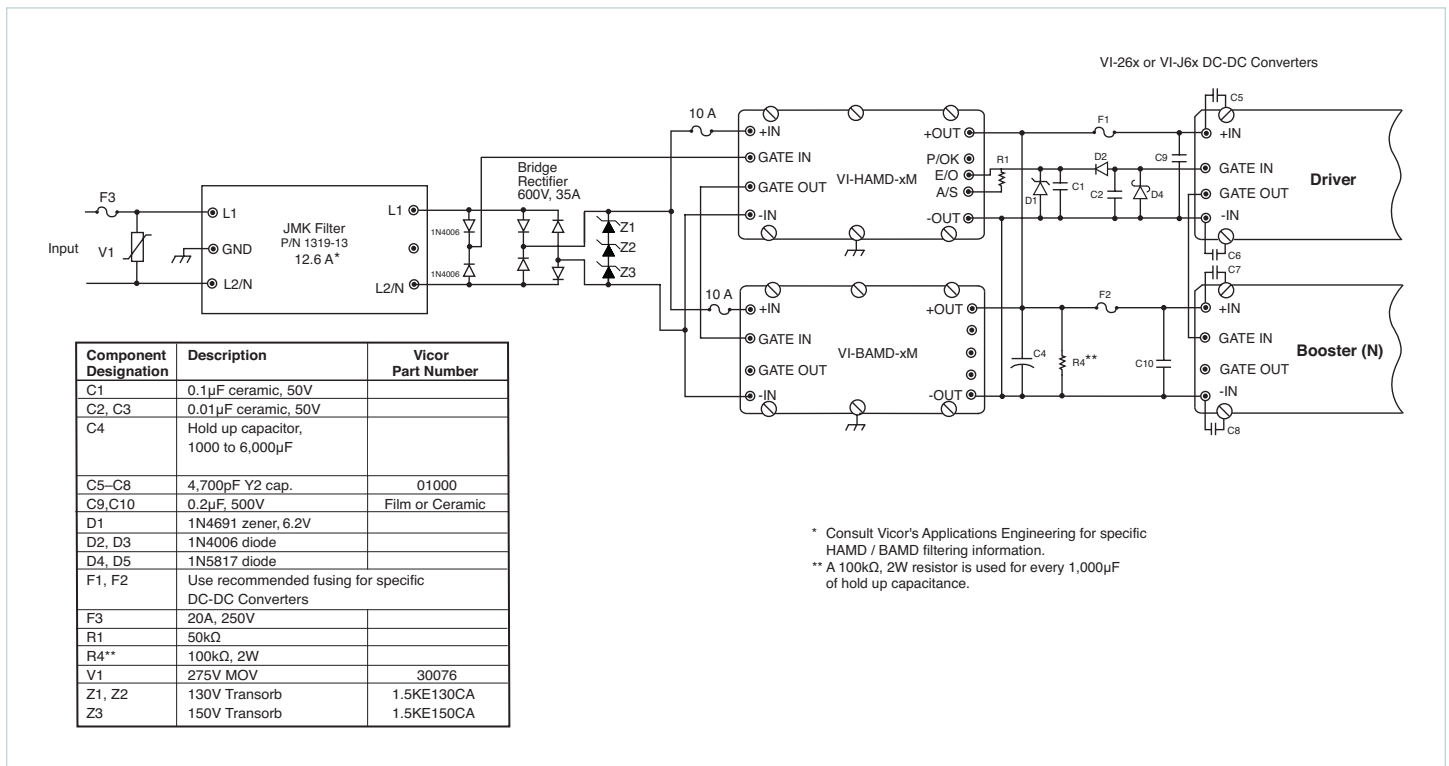 VI-26x or VI-J6x DC-DC Converters
F3
Input
V1
L1
GND
L2/N
JMK Filter
P/N 1319-13
12.6 A*
L1
L2/N
1N4006
1N4006
Bridge
Rectifier
600V, 35A
Z1
Z2
Z3
10 A
+IN
GATE IN
GATE OUT
-IN
VI-HAMD-xM
+OUT
P/OK
E/O
A/S
-OUT
R1
D1
C1
D2
C2
D4
F1
C9
C5
+IN
GATE IN
GATE OUT
-IN
Driver
C6
10 A
+IN
GATE IN
GATE OUT
-IN
VI-BAMD-xM
+OUT
-OUT
C4
R4**
F2
C10
C7
+IN
GATE IN
GATE OUT
-IN
Booster (N)
C8
Component Designation Description Vicor Part Number
C1 0.1µF ceramic, 50V
C2, C3 0.01µF ceramic, 50V
C4 Hold up capacitor,
1000 to 6,000µF
C5–C8 4,700pF Y2 cap. 01000
C9,C10 0.2µF, 500V Film or Ceramic
D1 1N4691 zener, 6.2V
D2, D3 1N4006 diode
D4, D5 1N5817 diode
F1, F2 Use recommended fusing for specific
DC-DC Converters
F3 20A, 250V
R1 50kΩ
R4** 100kΩ, 2W
V1 275V MOV 30076
Z1, Z2 130V Transorb 1.5KE130CA
Z3 150V Transorb 1.5KE150CA
* Consult Vicor's Applications Engineering for specific
HAMD / BAMD filtering information.
** A 100kΩ, 2W resistor is used for every 1,000µF
of hold up capacitance.